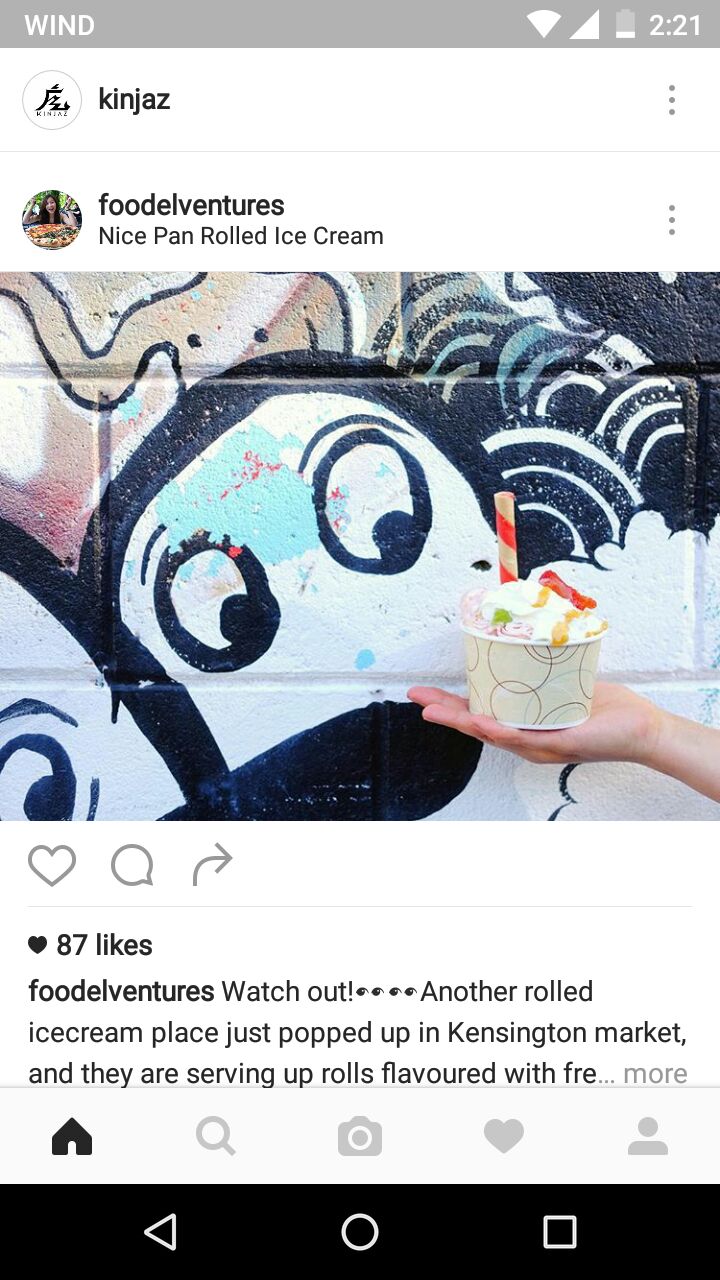 WIND 2:21
KINJAZ
kinjaz
foodelventures
Nice Pan Rolled Ice Cream
87 likes
foodelventures Watch out!👀👀Another rolled
icecream place just popped up in Kensington market,
and they are serving up rolls flavoured with fre... more